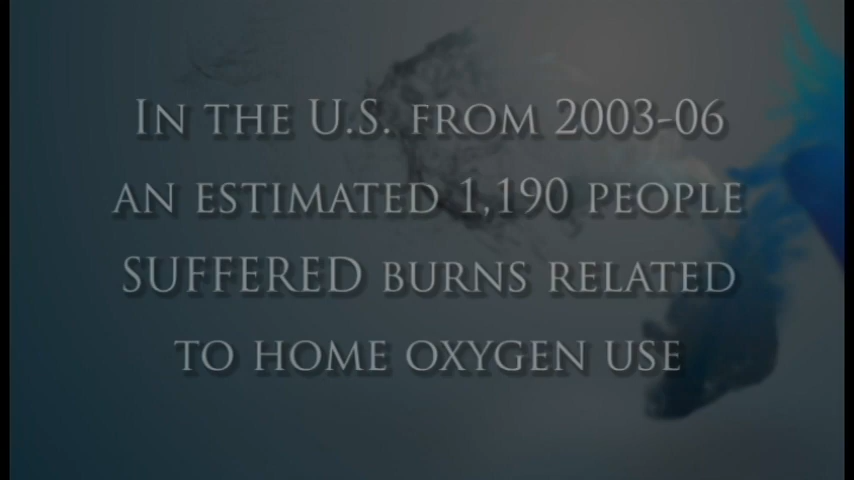 In the U.S. from 2003-06
an estimated 1,190 people
SUFFERED burns related
to home oxygen use